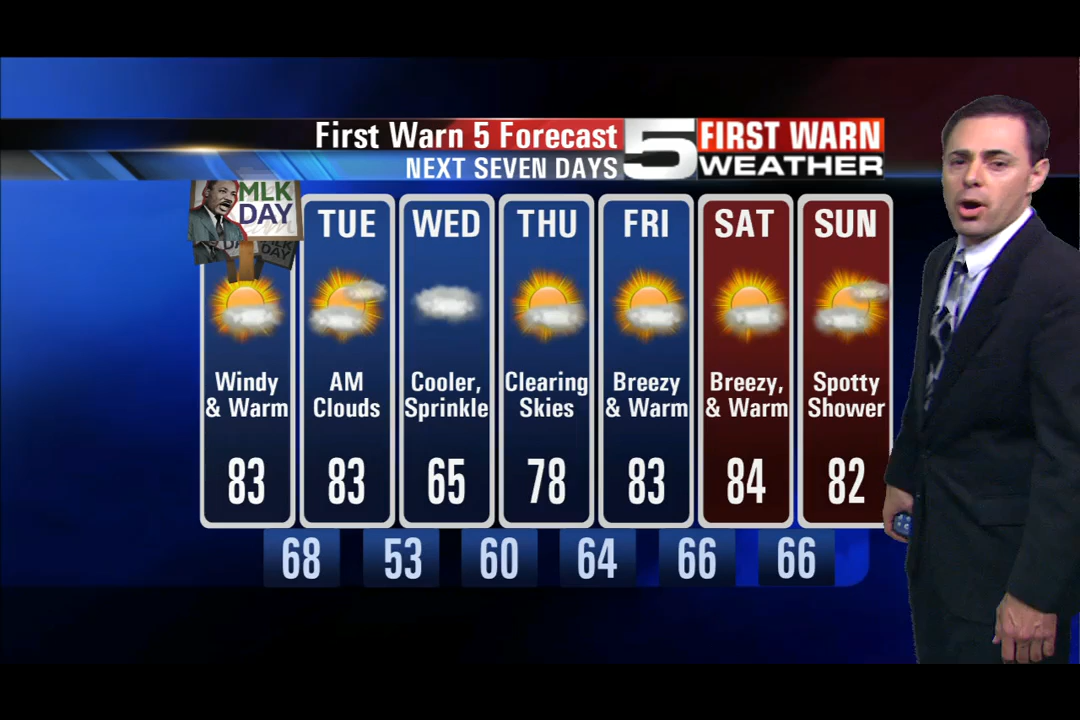 First Warn 5 Forecast
NEXT SEVEN DAYS
5
FIRST WARN
WEATHER
MLK
DAY
DAY
TUE
WED
THU
FRI
SAT
SUN
Windy
& Warm
AM
Clouds
Cooler,
Sprinkle
Clearing
Skies
Breezy
& Warm
Breezy,
& Warm
Spotty
Shower
83
83
65
78
83
84
82
68
53
60
64
66
66